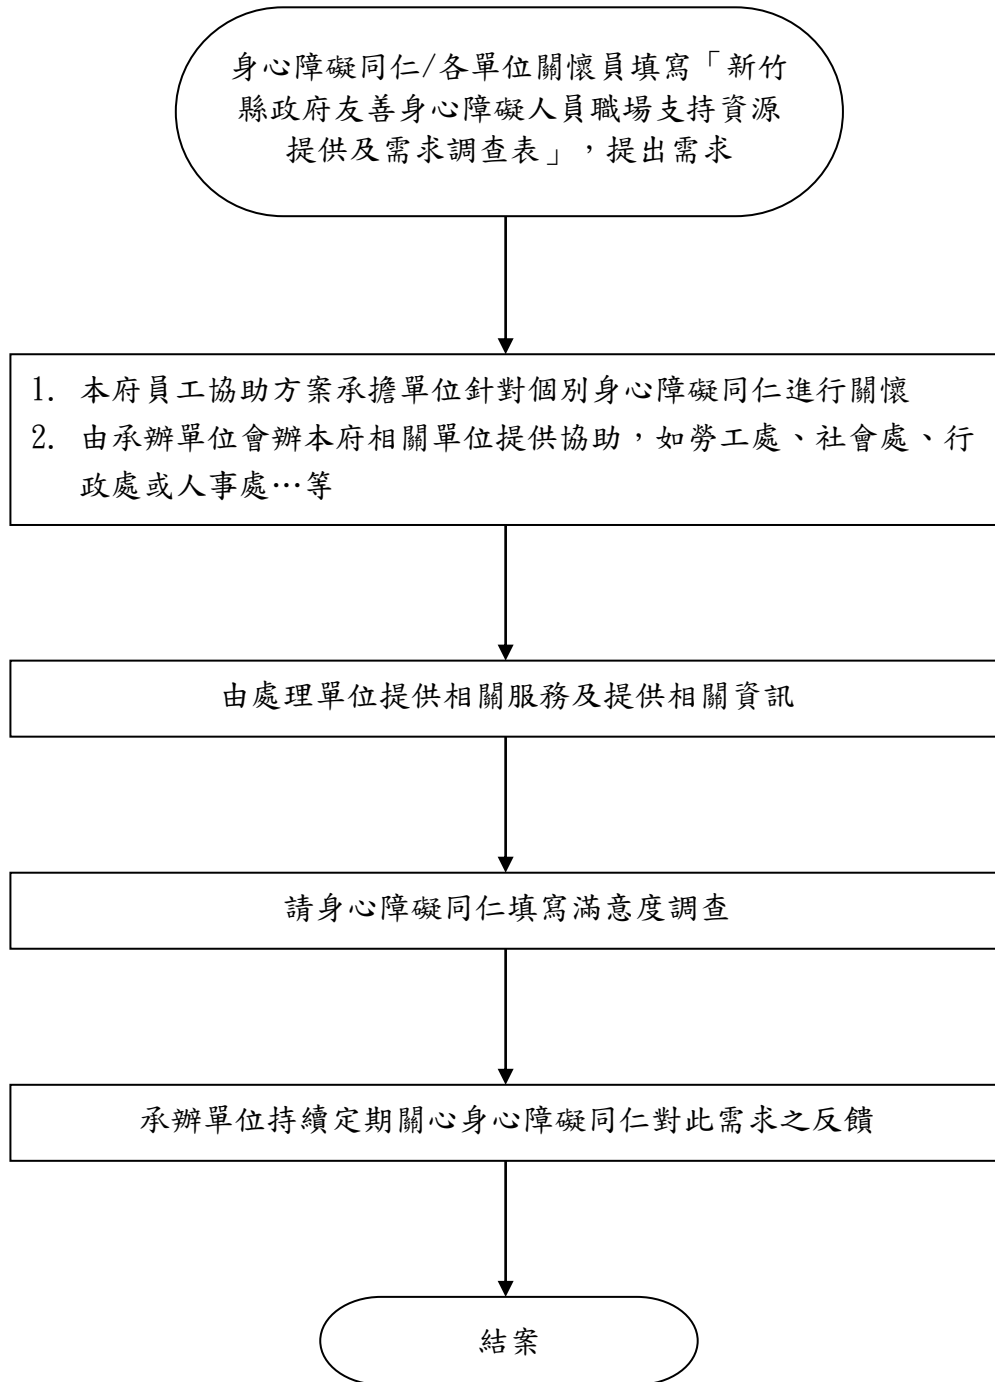 身心障礙同仁/各單位關懷員填寫「新竹
縣政府友善身心障礙人員職場支持資源
提供及需求調查表」，提出需求
1. 本府員工協助方案承擔單位針對個別身心障礙同仁進行關懷
2. 由承辦單位會辦本府相關單位提供協助，如勞工處、社會處、行
政處或人事處…等
由處理單位提供相關服務及提供相關資訊
請身心障礙同仁填寫滿意度調查
承辦單位持續定期關心身心障礙同仁對此需求之反饋
結案